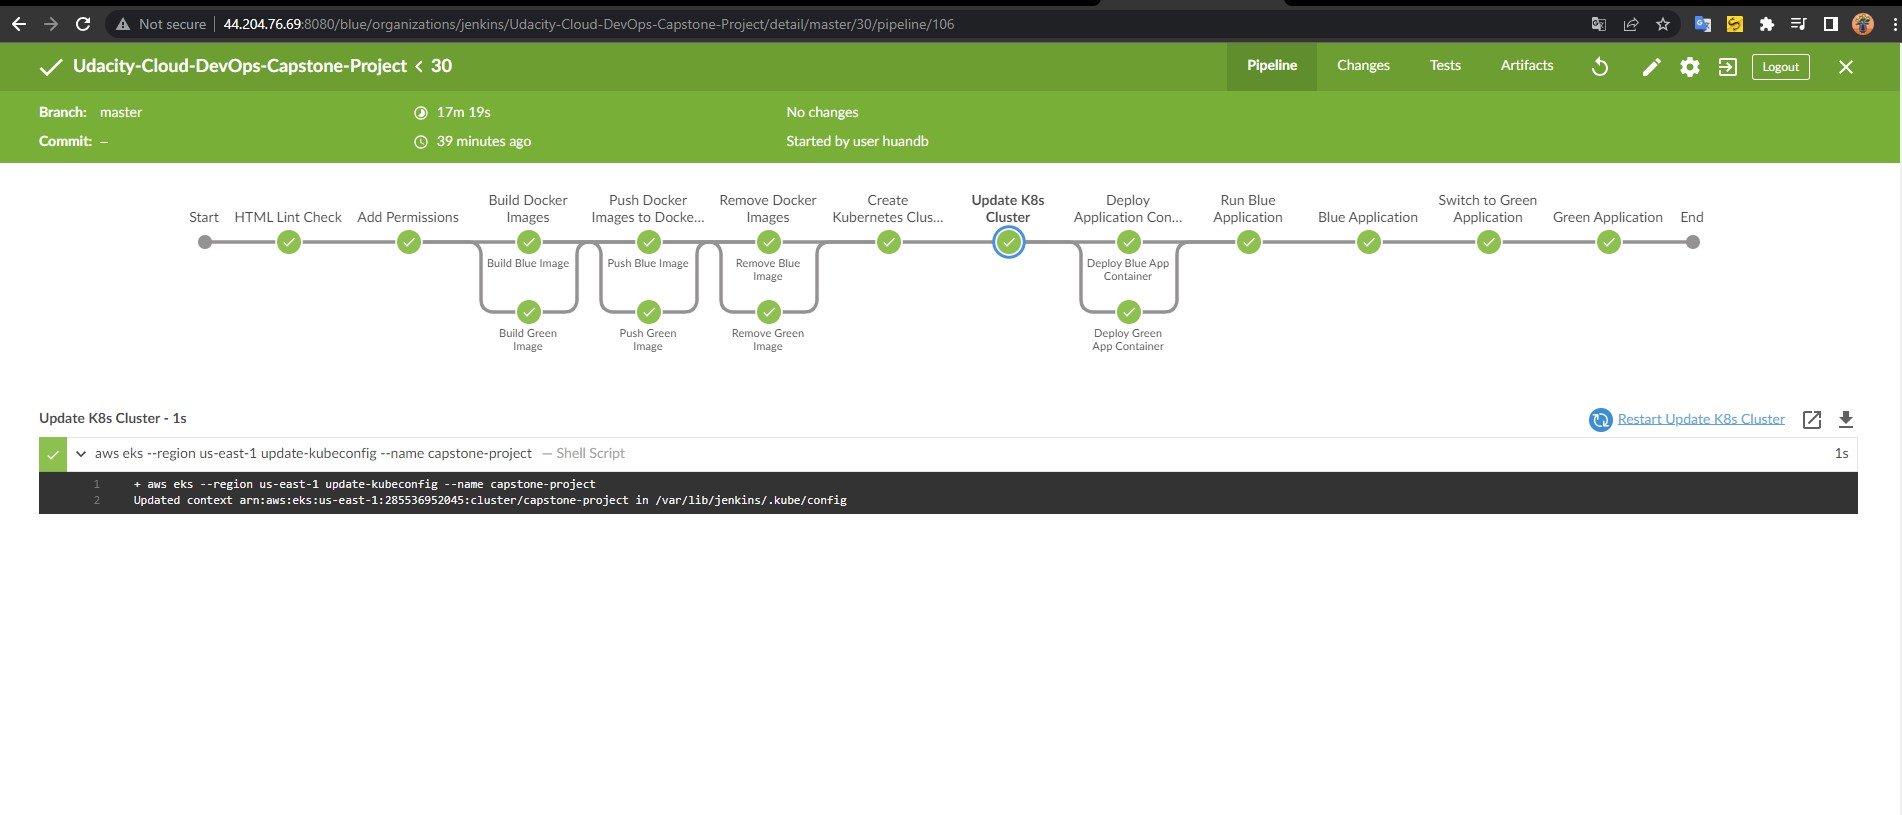 Not secure | 44.204.76.69:8080/blue/organizations/jenkins/Udacity-Cloud-DevOps-Capstone-Project/detail/master/30/pipeline/106
Udacity-Cloud-DevOps-Capstone-Project < 30
Pipeline Changes Tests Artifacts Logout
Branch: master 17m 19s No changes
Commit: — 39 minutes ago Started by user huandb
Start
HTML Lint Check
Add Permissions
Build Docker
Images
Push Docker
Images to Docke...
Remove Docker
Images
Create
Kubernetes Clus...
Update K8s
Cluster
Deploy
Application Con...
Run Blue
Application
Blue Application
Switch to Green
Application
Green Application
End
Build Blue Image
Push Blue Image
Remove Blue
Image
Deploy Blue App
Container
Build Green
Image
Push Green
Image
Remove Green
Image
Deploy Green
App Container
Update K8s Cluster - 1s
Restart Update K8s Cluster
aws eks --region us-east-1 update-kubeconfig --name capstone-project — Shell Script 1s
1 + aws eks --region us-east-1 update-kubeconfig --name capstone-project
2 Updated context arn:aws:eks:us-east-1:285536952045:cluster/capstone-project in /var/lib/jenkins/.kube/config